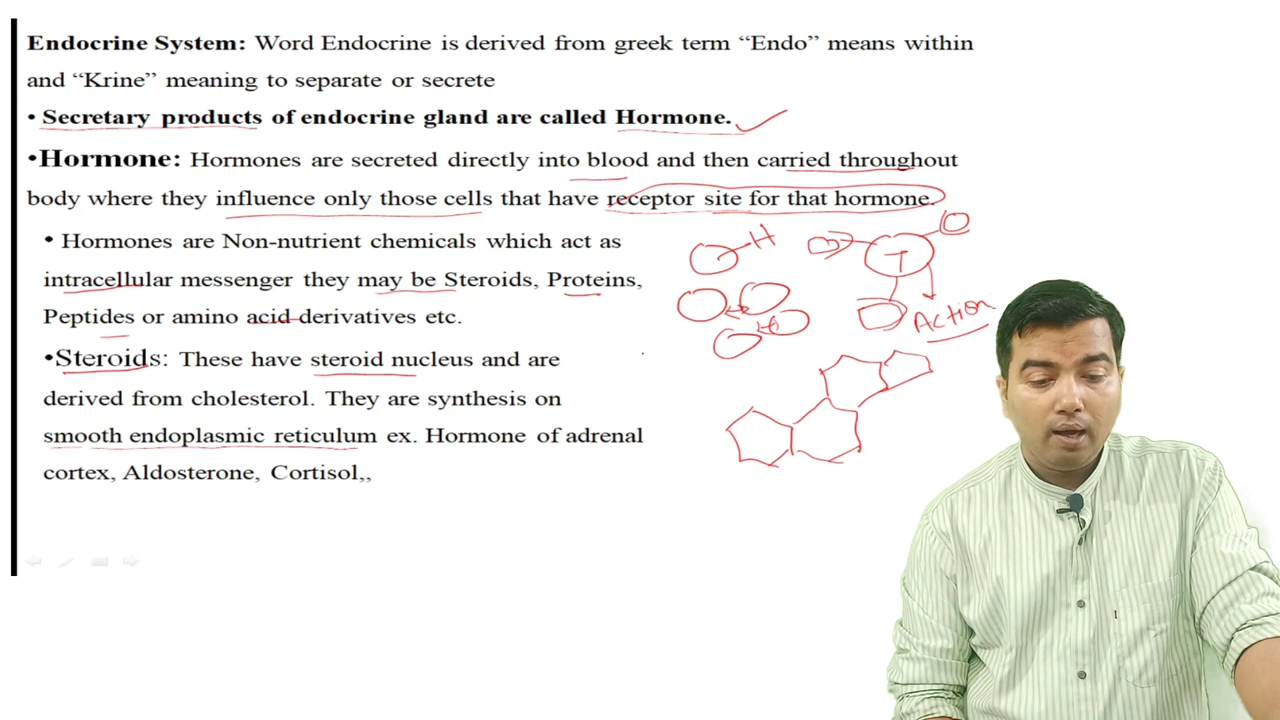 Endocrine System: Word Endocrine is derived from greek term “Endo” means within
and “Krine” meaning to separate or secrete
• Secretary products of endocrine gland are called Hormone.
•Hormone: Hormones are secreted directly into blood and then carried throughout
body where they influence only those cells that have receptor site for that hormone.
• Hormones are Non-nutrient chemicals which act as
intracellular messenger they may be Steroids, Proteins,
Peptides or amino acid derivatives etc.
•Steroids: These have steroid nucleus and are
derived from cholesterol. They are synthesis on
smooth endoplasmic reticulum ex. Hormone of adrenal
cortex, Aldosterone, Cortisol,,
H
T
Action